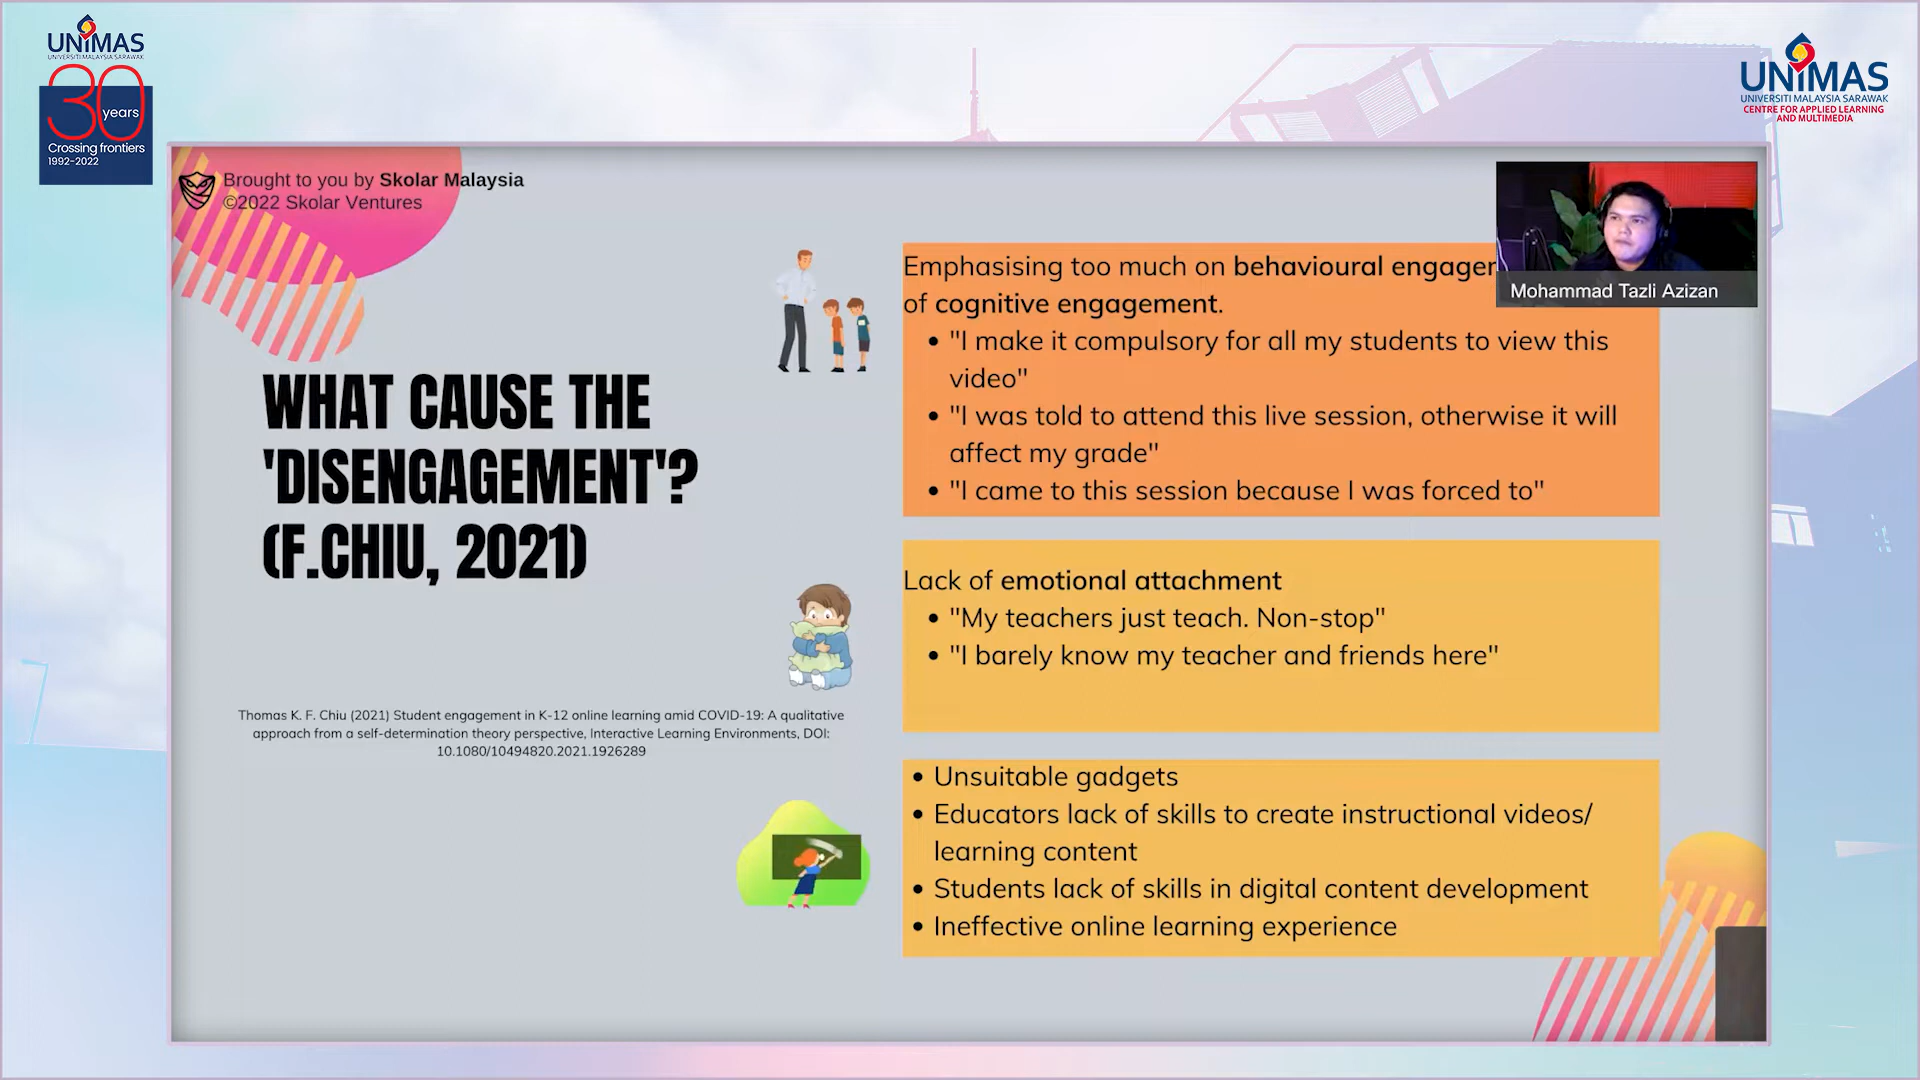 UNIMAS
UNIVERSITI MALAYSIA SARAWAK
30
years
Crossing frontiers
1992-2022
UNIMAS
UNIVERSITI MALAYSIA SARAWAK
CENTRE FOR APPLIED LEARNING
AND MULTIMEDIA
Brought to you by Skolar Malaysia
©2022 Skolar Ventures
WHAT CAUSE THE
'DISENGAGEMENT'?
(F.CHIU, 2021)
Thomas K. F. Chiu (2021) Student engagement in K-12 online learning amid COVID-19: A qualitative
approach from a self-determination theory perspective, Interactive Learning Environments, DOI:
10.1080/10494820.2021.1926289
Emphasising too much on behavioural
of cognitive engagement.
• "I make it compulsory for all my students to view this
video"
• "I was told to attend this live session, otherwise it will
affect my grade"
• "I came to this session because I was forced to"
Lack of emotional attachment
• "My teachers just teach. Non-stop"
• "I barely know my teacher and friends here"
• Unsuitable gadgets
• Educators lack of skills to create instructional videos/
learning content
• Students lack of skills in digital content development
• Ineffective online learning experience
Mohammad Tazli Azizan